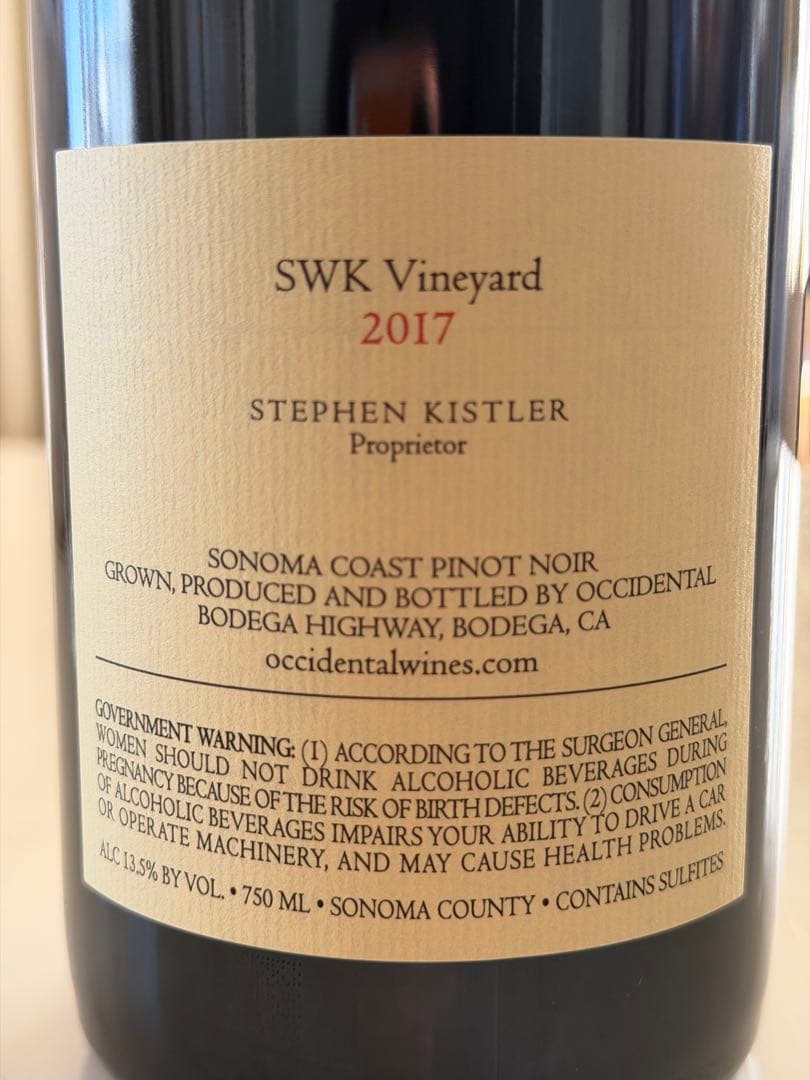 SWK Vineyard
2017
STEPHEN KISTLER
Proprietor
SONOMA COAST PINOT NOIR
GROWN, PRODUCED AND BOTTLED BY OCCIDENTAL
BODEGA HIGHWAY, BODEGA, CA
occidentalwines.com
GOVERNMENT WARNING: (1) ACCORDING TO THE SURGEON GENERAL,
WOMEN SHOULD NOT DRINK ALCOHOLIC BEVERAGES DURING
PREGNANCY BECAUSE OF THE RISK OF BIRTH DEFECTS. (2) CONSUMPTION
OF ALCOHOLIC BEVERAGES IMPAIRS YOUR ABILITY TO DRIVE A CAR
OR OPERATE MACHINERY, AND MAY CAUSE HEALTH PROBLEMS.
ALC 13.5% BY VOL. • 750 ML • SONOMA COUNTY • CONTAINS SULFITES